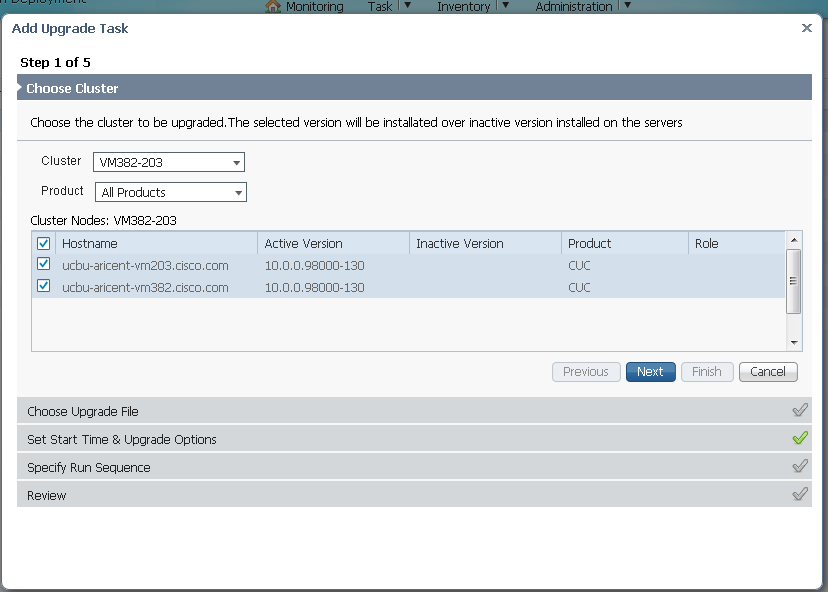 n Deployment
Monitoring Task Inventory Administration
Add Upgrade Task
Step 1 of 5
Choose Cluster
Choose the cluster to be upgraded.The selected version will be installated over inactive version installed on the servers
Cluster VM382-203
Product All Products
Cluster Nodes: VM382-203
Hostname Active Version Inactive Version Product Role
ucbu-aricent-vm203.cisco.com 10.0.0.98000-130 CUC
ucbu-aricent-vm382.cisco.com 10.0.0.98000-130 CUC
Previous Next Finish Cancel
Choose Upgrade File
Set Start Time & Upgrade Options
Specify Run Sequence
Review